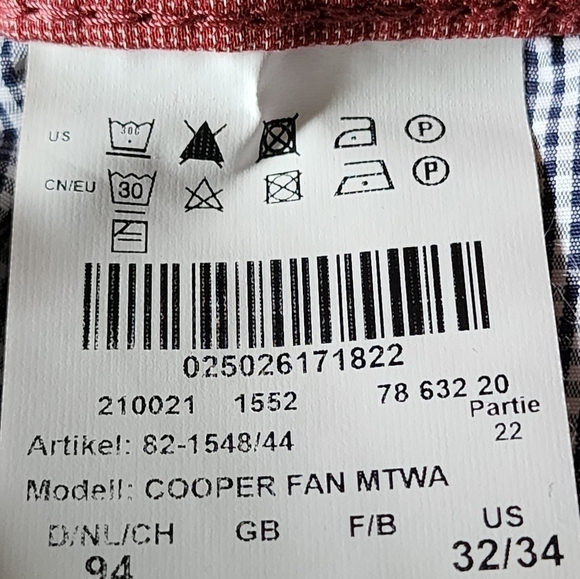 US 30C P
CN/EU 30 P
025026171822
210021 1552 78 632 20
Partie
22
Artikel: 82-1548/44
Modell: COOPER FAN MTWA
D/NL/CH GB F/B US
94 32/34